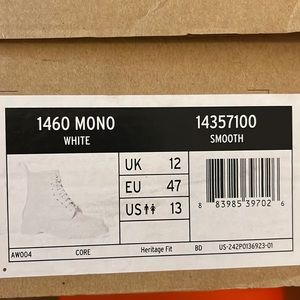 1460 MONO
WHITE
14357100
SMOOTH
UK 12
EU 47
US 13
8 83985 39702 6
AW004 CORE Heritage Fit BD US-242P0136923-01